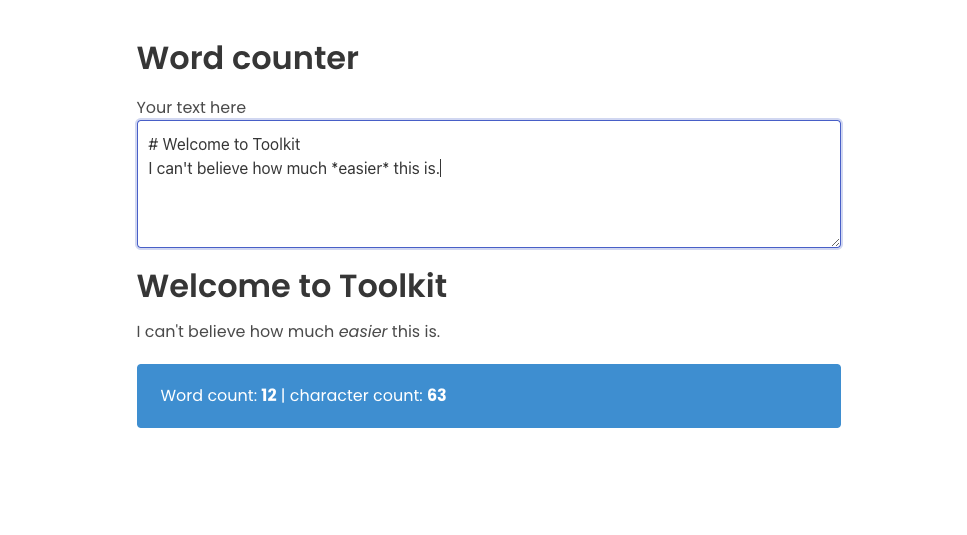 Word counter
Your text here
# Welcome to Toolkit
I can't believe how much *easier* this is.
Welcome to Toolkit
I can't believe how much easier this is.
Word count: 12 | character count: 63